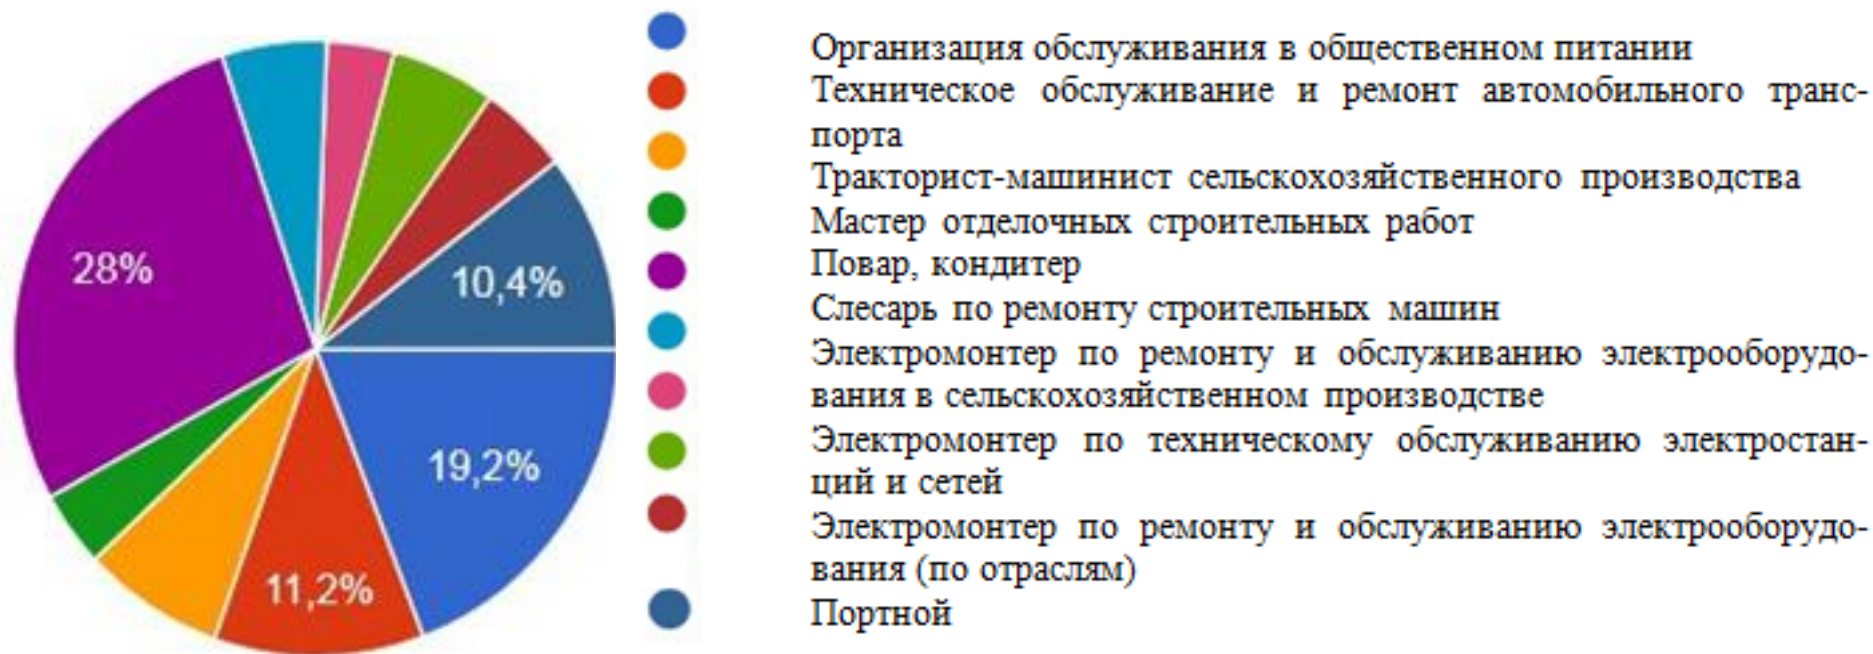 28%
10,4%
19,2%
11,2%
Организация обслуживания в общественном питании
Техническое обслуживание и ремонт автомобильного транс-
порта
Тракторист-машинист сельскохозяйственного производства
Мастер отделочных строительных работ
Повар, кондитер
Слесарь по ремонту строительных машин
Электромонтер по ремонту и обслуживанию электрооборудо-
вания в сельскохозяйственном производстве
Электромонтер по техническому обслуживанию электростан-
ций и сетей
Электромонтер по ремонту и обслуживанию электрооборудо-
вания (по отраслям)
Портной